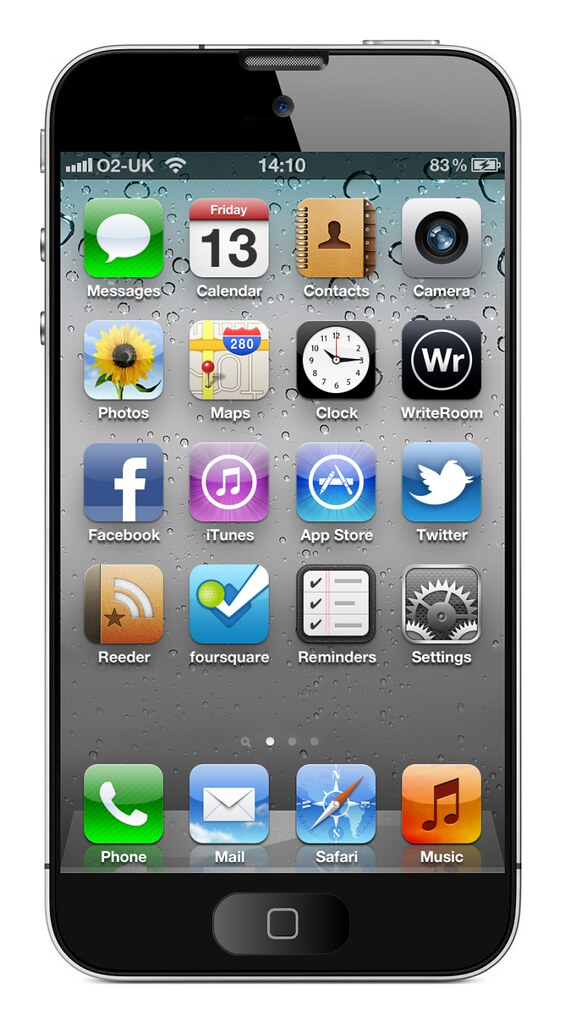 O2-UK 14:10 83%
Friday
13
Messages Calendar Contacts Camera
280
Wr
Photos Maps Clock WriteRoom
f
Facebook iTunes App Store Twitter
Reeder foursquare Reminders Settings
N
Phone Mail Safari Music